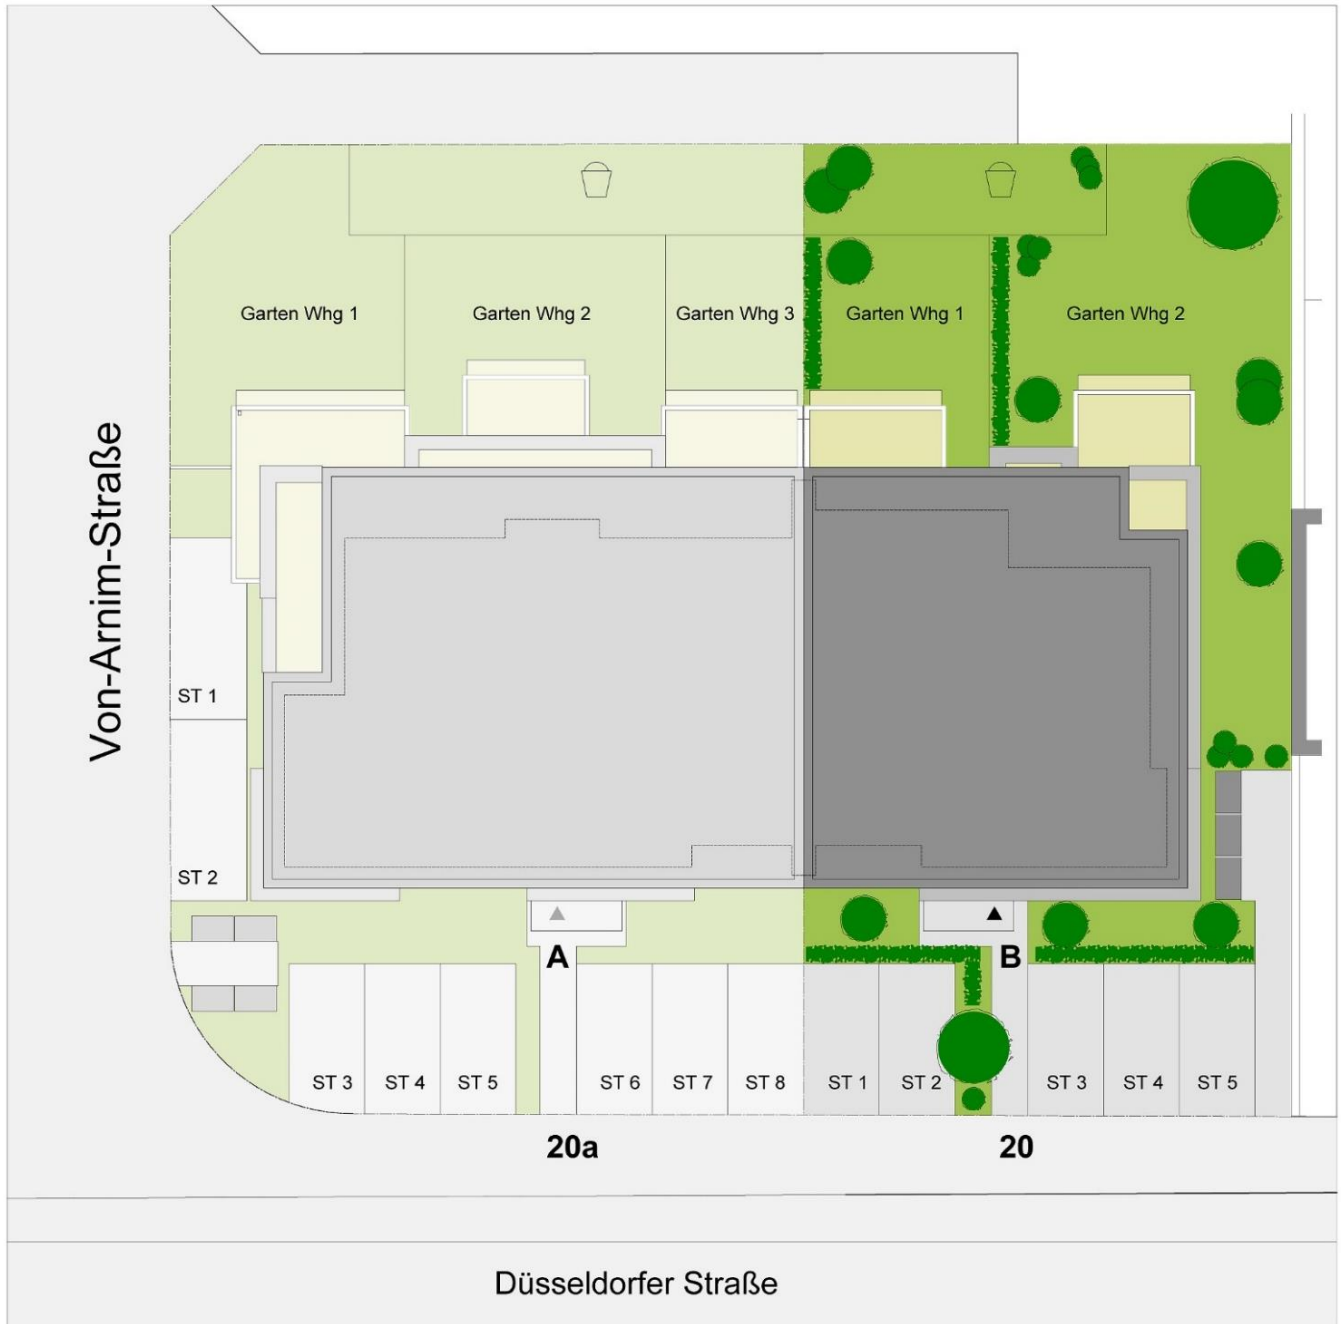 Garten Whg 1
Garten Whg 2
Garten Whg 3
Garten Whg 1
Garten Whg 2
Von-Arnim-Straße
ST 1
ST 2
A
B
ST 3
ST 4
ST 5
ST 6
ST 7
ST 8
ST 1
ST 2
ST 3
ST 4
ST 5
20a
20
Düsseldorfer Straße